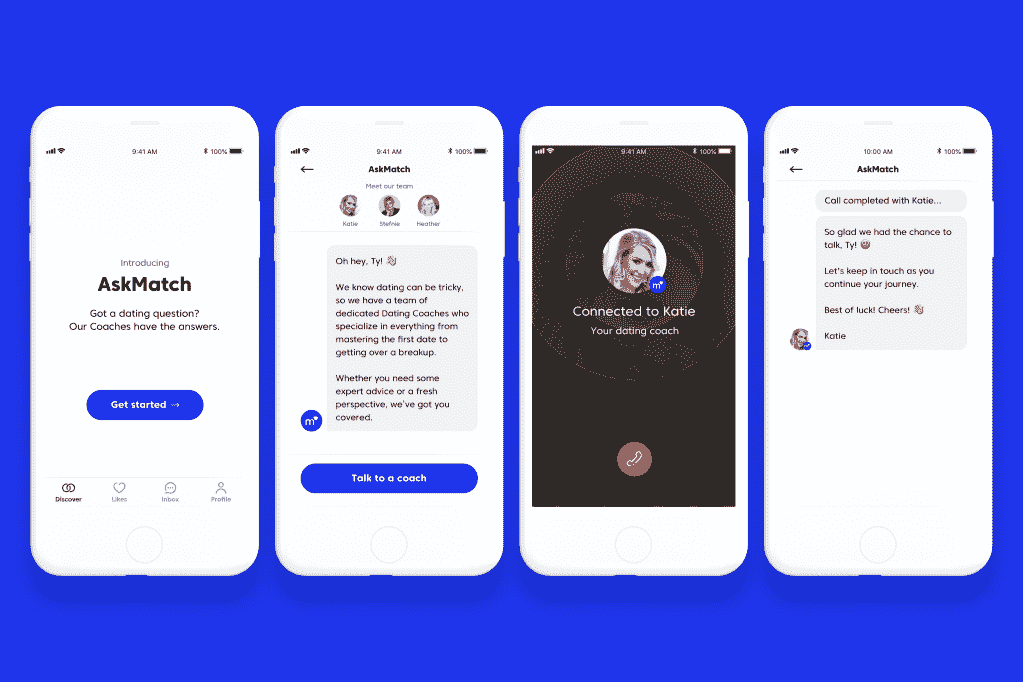 9:41 AM
100%
Introducing
AskMatch
Got a dating question?
Our Coaches have the answers.
Get started →
Discover
Likes
Inbox
Profile
9:41 AM
100%
←
AskMatch
Meet our team
Katie
Stefnie
Heather
Oh hey, Ty! 👋
We know dating can be tricky,
so we have a team of
dedicated Dating Coaches who
specialize in everything from
mastering the first date to
getting over a breakup.
Whether you need some
expert advice or a fresh
perspective, we've got you
covered.
m
Talk to a coach
9:41 AM
100%
m
Connected to Katie
Your dating coach
10:00 AM
100%
←
AskMatch
Call completed with Katie...
So glad we had the chance to
talk, Ty! 😀
Let's keep in touch as you
continue your journey.
Best of luck! Cheers! 👋
Katie